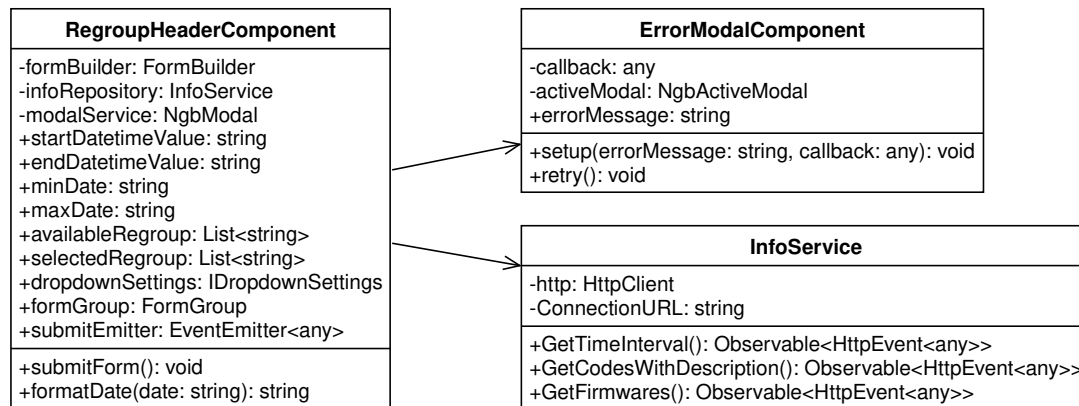 RegroupHeaderComponent
-formBuilder: FormBuilder
-infoRepository: InfoService
-modalService: NgbModal
+startDatetimeValue: string
+endDatetimeValue: string
+minDate: string
+maxDate: string
+availableRegroup: List<string>
+selectedRegroup: List<string>
+dropdownSettings: IDropdownSettings
+formGroup: FormGroup
+submitEmitter: EventEmitter<any>
+submitForm(): void
+formatDate(date: string): string
ErrorModalComponent
-callback: any
-activeModal: NgbActiveModal
+errorMessage: string
+setup(errorMessage: string, callback: any): void
+retry(): void
InfoService
-http: HttpClient
-ConnectionURL: string
+GetTimeInterval(): Observable<HttpEvent<any>>
+GetCodesWithDescription(): Observable<HttpEvent<any>>
+GetFirmwares(): Observable<HttpEvent<any>>